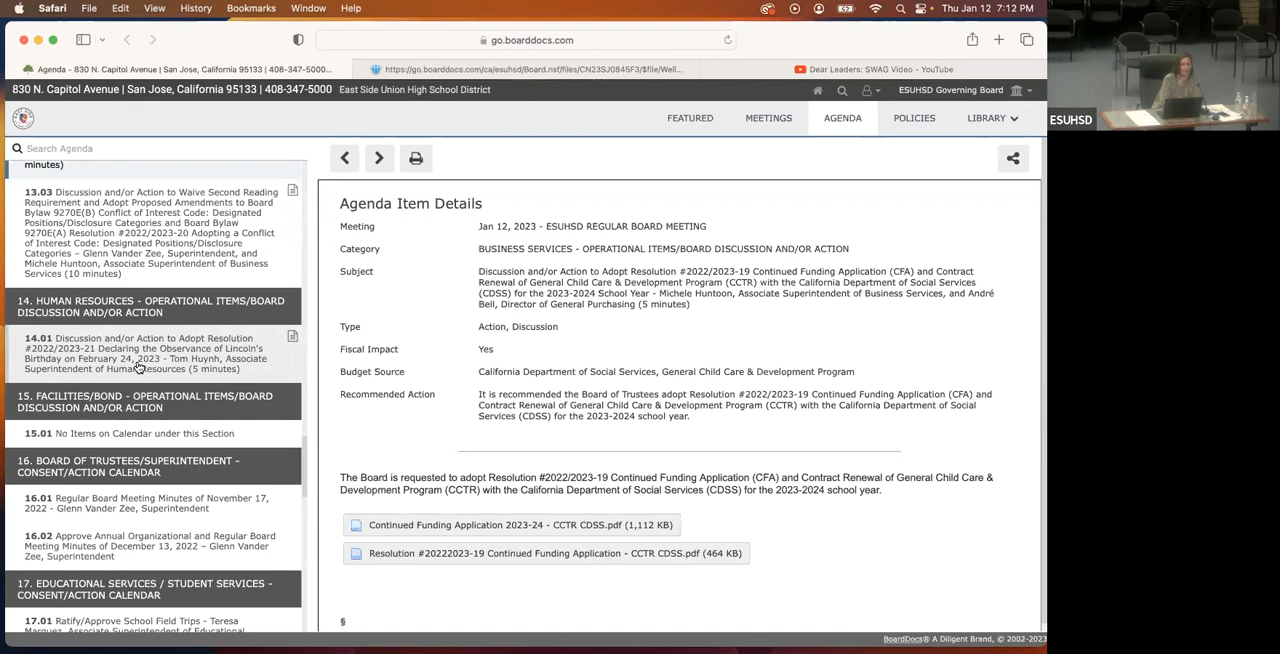 Safari File Edit View History Bookmarks Window Help Thu Jan 12 7:12 PM
go.boarddocs.com
Agenda - 830 N. Capitol Avenue | San Jose, California 95133 | 408-347-5000... https://go.boarddocs.com/ca/esuhsd/Board.nsf/files/CN23SJ0845F3/$file/Well... Dear Leaders: SWAG Video - YouTube
830 N. Capitol Avenue | San Jose, California 95133 | 408-347-5000 East Side Union High School District ESUHSD Governing Board
FEATURED MEETINGS AGENDA POLICIES LIBRARY
Search Agenda
minutes)
13.03 Discussion and/or Action to Waive Second Reading
Requirement and Adopt Proposed Amendments to Board
Bylaw 9270E(B) Conflict of Interest Code: Designated
Positions/Disclosure Categories and Board Bylaw
9270E(A) Resolution #2022/2023-20 Adopting a Conflict
of Interest Code: Designated Positions/Disclosure
Categories - Glenn Vander Zee, Superintendent, and
Michele Huntoon, Associate Superintendent of Business
Services (10 minutes)
14. HUMAN RESOURCES - OPERATIONAL ITEMS/BOARD
DISCUSSION AND/OR ACTION
14.01 Discussion and/or Action to Adopt Resolution
#2022/2023-21 Declaring the Observance of Lincoln's
Birthday on February 24, 2023 - Tom Huynh, Associate
Superintendent of Human Resources (5 minutes)
15. FACILITIES/BOND - OPERATIONAL ITEMS/BOARD
DISCUSSION AND/OR ACTION
15.01 No Items on Calendar under this Section
16. BOARD OF TRUSTEES/SUPERINTENDENT -
CONSENT/ACTION CALENDAR
16.01 Regular Board Meeting Minutes of November 17,
2022 - Glenn Vander Zee, Superintendent
16.02 Approve Annual Organizational and Regular Board
Meeting Minutes of December 13, 2022 – Glenn Vander
Zee, Superintendent
17. EDUCATIONAL SERVICES / STUDENT SERVICES -
CONSENT/ACTION CALENDAR
17.01 Ratify/Approve School Field Trips - Teresa
Marquez, Associate Superintendent of Educational
Agenda Item Details
Meeting Jan 12, 2023 - ESUHSD REGULAR BOARD MEETING
Category BUSINESS SERVICES - OPERATIONAL ITEMS/BOARD DISCUSSION AND/OR ACTION
Subject Discussion and/or Action to Adopt Resolution #2022/2023-19 Continued Funding Application (CFA) and Contract
Renewal of General Child Care & Development Program (CCTR) with the California Department of Social Services
(CDSS) for the 2023-2024 School Year - Michele Huntoon, Associate Superintendent of Business Services, and André
Bell, Director of General Purchasing (5 minutes)
Type Action, Discussion
Fiscal Impact Yes
Budget Source California Department of Social Services, General Child Care & Development Program
Recommended Action It is recommended the Board of Trustees adopt Resolution #2022/2023-19 Continued Funding Application (CFA) and
Contract Renewal of General Child Care & Development Program (CCTR) with the California Department of Social
Services (CDSS) for the 2023-2024 school year.
The Board is requested to adopt Resolution #2022/2023-19 Continued Funding Application (CFA) and Contract Renewal of General Child Care &
Development Program (CCTR) with the California Department of Social Services (CDSS) for the 2023-2024 school year.
Continued Funding Application 2023-24 - CCTR CDSS.pdf (1,112 KB)
Resolution #20222023-19 Continued Funding Application - CCTR CDSS.pdf (464 KB)
§
BoardDocs® A Diligent Brand, © 2002-2023
ESUHSD